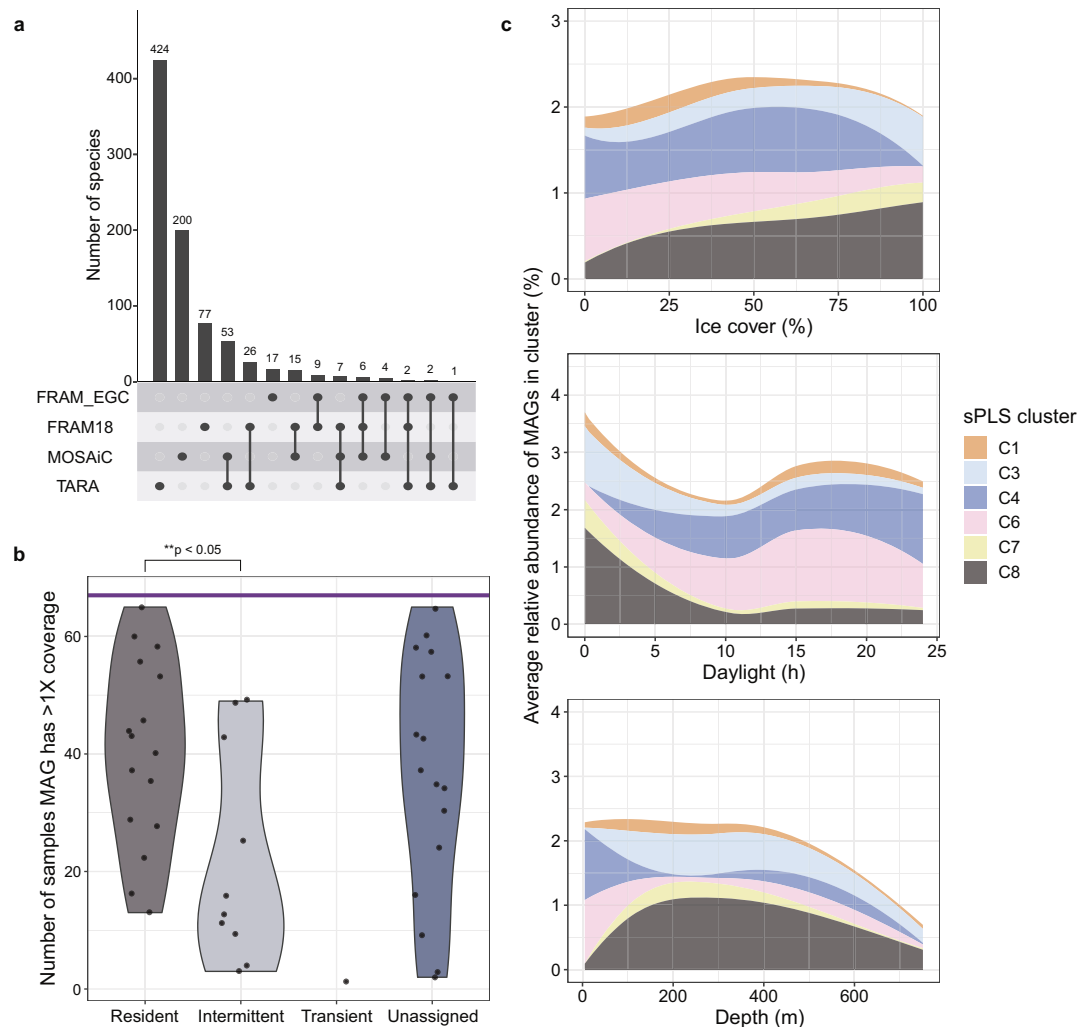 a
Number of species
400
300
200
100
0
424
200
77
53
26
17
15
9
7
6
4
2
2
1
FRAM_EGC
FRAM18
MOSAiC
TARA
b
**p < 0.05
Number of samples MAG has >1X coverage
60
40
20
0
Resident
Intermittent
Transient
Unassigned
c
Average relative abundance of MAGs in cluster (%)
3
2
1
0
0
25
50
75
100
Ice cover (%)
4
3
2
1
0
0
5
10
15
20
25
Daylight (h)
4
3
2
1
0
0
200
400
600
Depth (m)
sPLS cluster
C1
C3
C4
C6
C7
C8